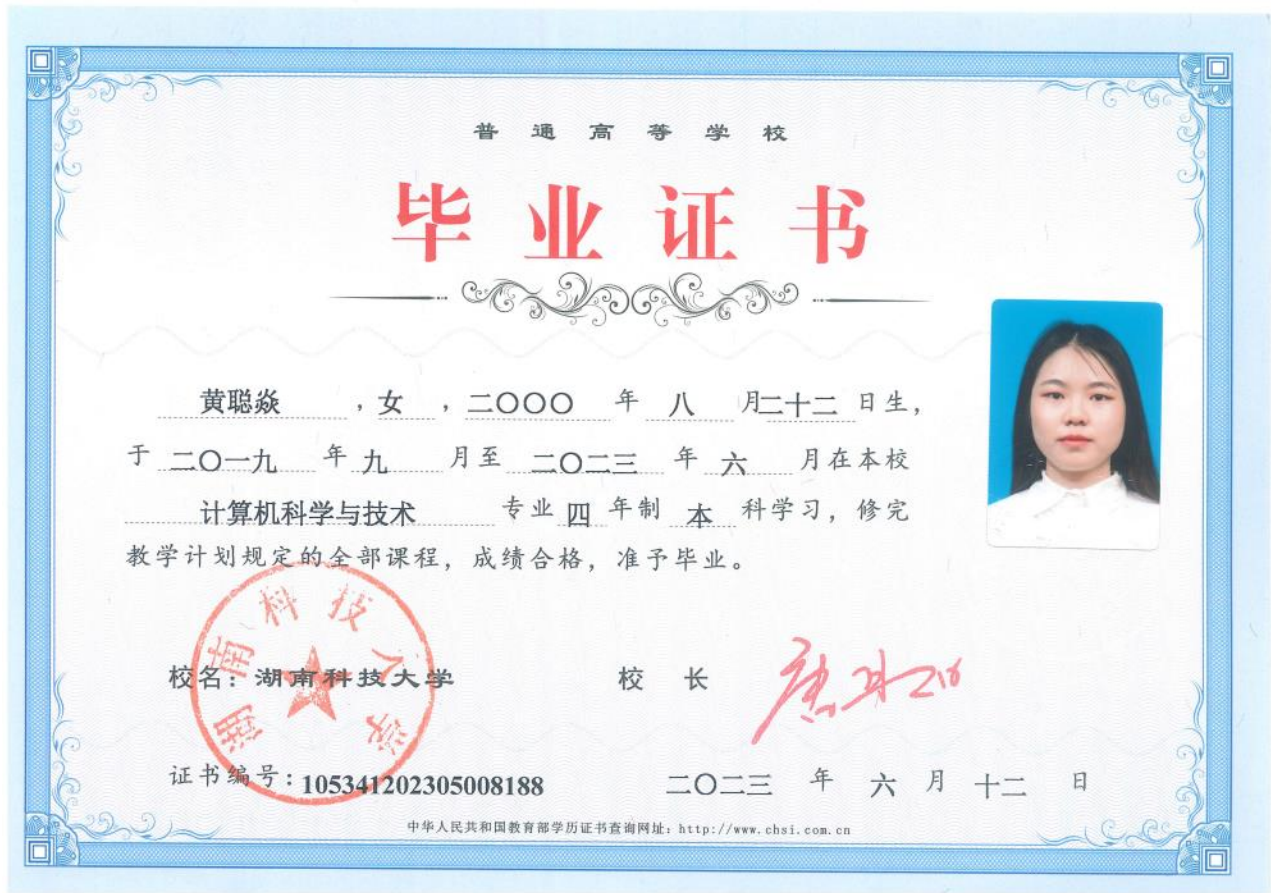 普通高等学校
毕业证书
黄聪焱，女，二〇〇〇年八月二十二日生，
于二〇一九年九月至二〇二三年六月在本校
计算机科学与技术专业四年制本科学习，修完
教学计划规定的全部课程，成绩合格，准予毕业。
湖南科技大学
校名：湖南科技大学 校长
证书编号：105341202305008188 二〇二三年六月十二日
中华人民共和国教育部学历证书查询网址：http://www.chsi.com.cn